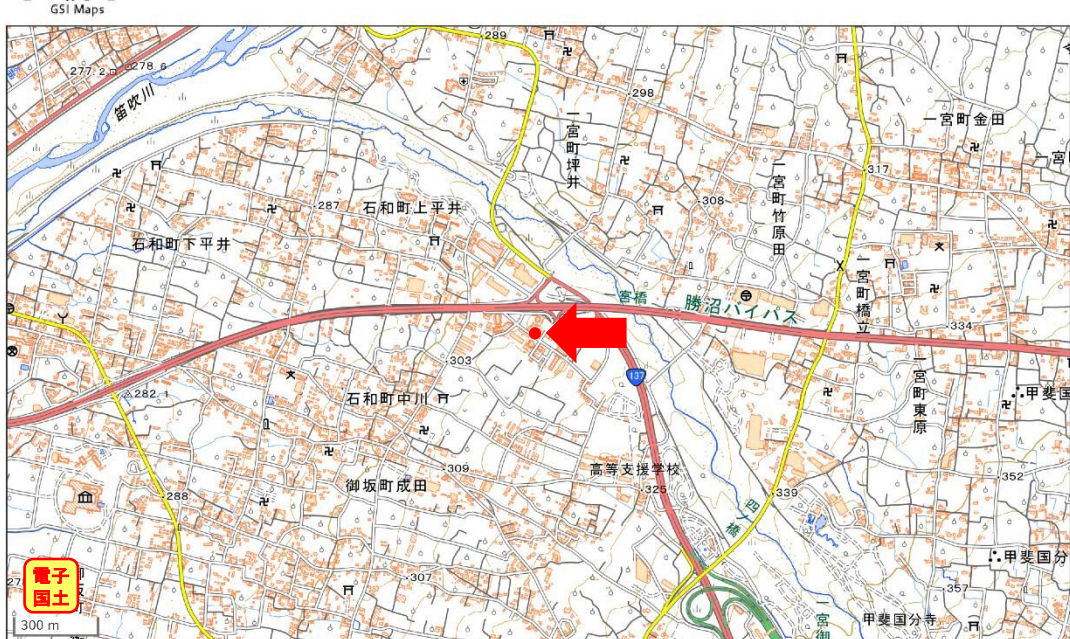 GSI Maps
289
277.2
278.6
笛吹川
298
一宮町坪井
一宮町金田
317
一宮町竹原田
308
石和町上平井
287
石和町下平井
一宮橋
勝沼バイパス
一宮町橋立
334
303
137
282.1
石和町中川
一宮町東原
甲斐国
309
高等支援学校
352
御坂町成田
325
288
339
四ノ橋
甲斐国分
307
357
電子
国土
甲斐国分寺
300 m